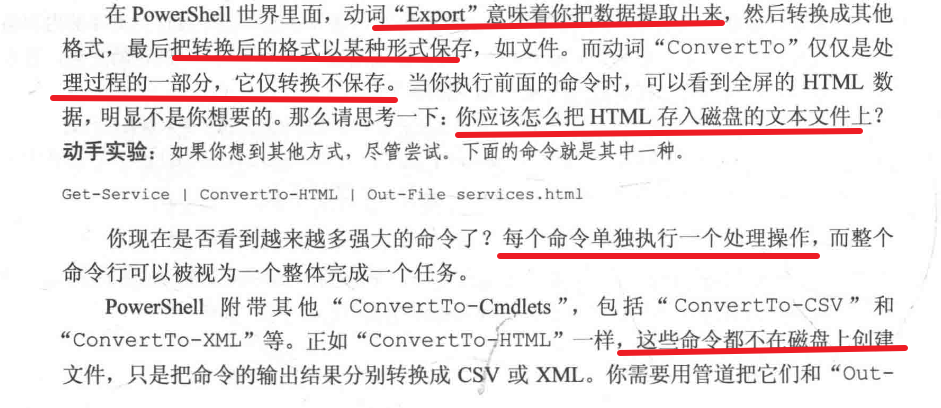 在 PowerShell 世界里面，动词“Export”意味着你把数据提取出来，然后转换成其他
格式，最后把转换后的格式以某种形式保存，如文件。而动词“ConvertTo”仅仅是处
理过程的一部分，它仅转换不保存。当你执行前面的命令时，可以看到全屏的 HTML 数
据，明显不是你想要的。那么请思考一下：你应该怎么把 HTML 存入磁盘的文本文件上？
动手实验：如果你想到其他方式，尽管尝试。下面的命令就是其中一种。
Get-Service | ConvertTo-HTML | Out-File services.html
你现在是否看到越来越多强大的命令了？每个命令单独执行一个处理操作，而整个
命令行可以被视为一个整体完成一个任务。
PowerShell 附带其他“ConvertTo-Cmdlets”，包括“ConvertTo-CSV”和
“ConvertTo-XML”等。正如“ConvertTo-HTML”一样，这些命令都不在磁盘上创建
文件，只是把命令的输出结果分别转换成 CSV 或 XML。你需要用管道把它们和“Out-